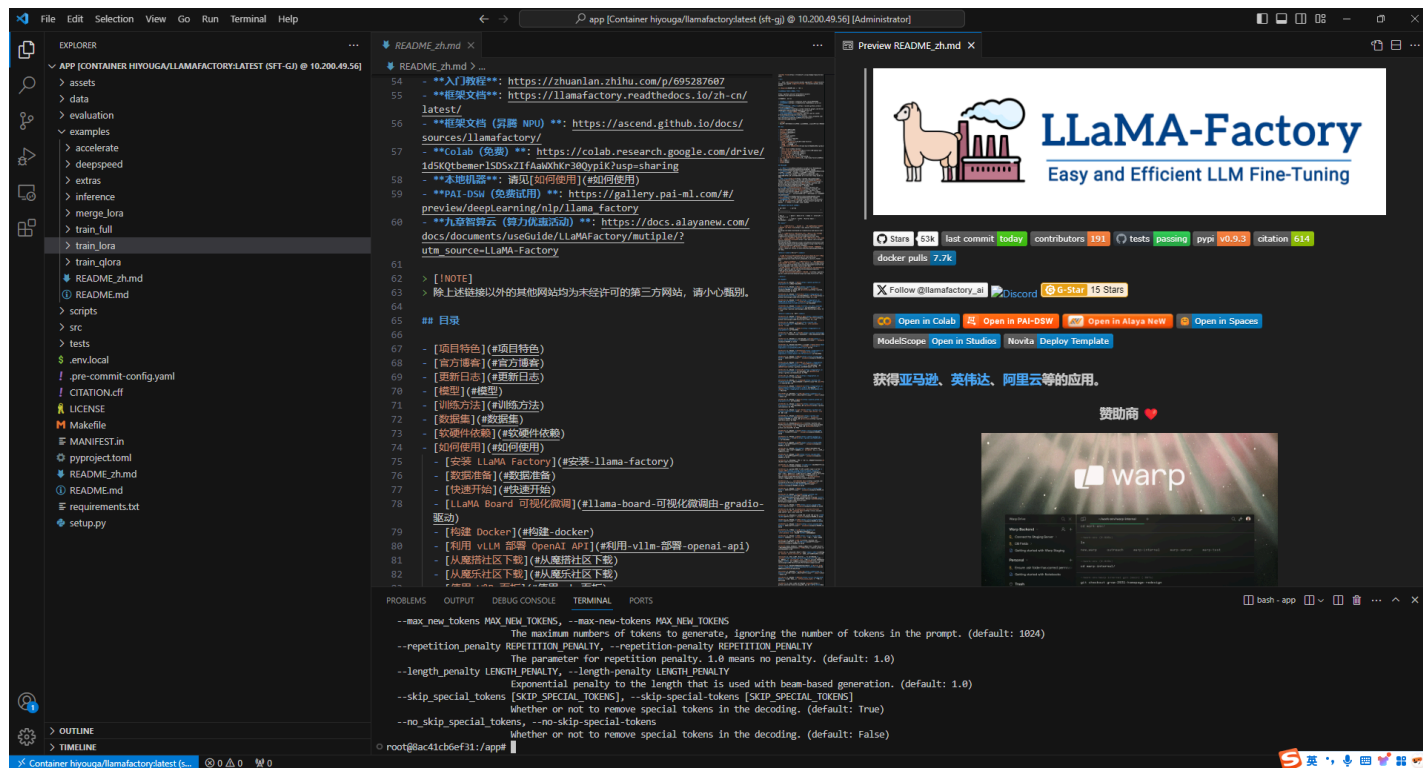 File Edit Selection View Go Run Terminal Help
app [Container hiyouga/llamafactory:latest (sft-gj) @ 10.200.49.56] [Administrator]
EXPLORER
APP [CONTAINER HIYOUGA/LLAMAFACTORY:LATEST (SFT-GJ) @ 10.200.49.56]
assets
data
evaluation
examples
accelerate
deepspeed
extras
inference
merge_lora
train_full
train_lora
train_qlora
README_zh.md
README.md
scripts
src
tests
.env.local
.pre-commit-config.yaml
CITATION.cff
LICENSE
Makefile
MANIFEST.in
pyproject.toml
README_zh.md
README.md
requirements.txt
setup.py
OUTLINE
TIMELINE
README_zh.md
README_zh.md > ...
54 - **入门教程**: https://zhuanlan.zhihu.com/p/695287607
55 - **框架文档**: https://llamafactory.readthedocs.io/zh-cn/
latest/
56 - **框架文档（昇腾 NPU）**: https://ascend.github.io/docs/
sources/llamafactory/
57 - **Colab（免费）**: https://colab.research.google.com/drive/
1d5KQtbemerlSDSxZIfAaWXhKr30QypiK?usp=sharing
58 - **本地机器**: 请见[如何使用](#如何使用)
59 - **PAI-DSW（免费试用）**: https://gallery.pai-ml.com/#/
preview/deepLearning/nlp/llama_factory
60 - **九章智算云（算力优惠活动）**: https://docs.alayanew.com/
docs/documents/useGuide/LLaMAFactory/mutiple/?
utm_source=LLaMA-Factory
61
62 > [!NOTE]
63 > 除上述链接以外的其他网站均为未经许可的第三方网站，请小心甄别。
64
65 ## 目录
66
67 - [项目特色](#项目特色)
68 - [官方博客](#官方博客)
69 - [更新日志](#更新日志)
70 - [模型](#模型)
71 - [训练方法](#训练方法)
72 - [数据集](#数据集)
73 - [软硬件依赖](#软硬件依赖)
74 - [如何使用](#如何使用)
75 - [安装 LLaMA Factory](#安装-llama-factory)
76 - [数据准备](#数据准备)
77 - [快速开始](#快速开始)
78 - [LLaMA Board 可视化微调](#llama-board-可视化微调由-gradio-
驱动)
79 - [构建 Docker](#构建-docker)
80 - [利用 vLLM 部署 OpenAI API](#利用-vllm-部署-openai-api)
81 - [从魔搭社区下载](#从魔搭社区下载)
82 - [从魔乐社区下载](#从魔乐社区下载)
Preview README_zh.md
LLaMA-Factory
Easy and Efficient LLM Fine-Tuning
Stars 53k last commit today contributors 191 tests passing pypi v0.9.3 citation 614
docker pulls 7.7k
Follow @llamafactory_ai Discord G-Star 15 Stars
Open in Colab Open in PAI-DSW Open in Alaya NeW Open in Spaces
ModelScope Open in Studios Novita Deploy Template
获得亚马逊、英伟达、阿里云等的应用。
赞助商
warp
PROBLEMS OUTPUT DEBUG CONSOLE TERMINAL PORTS
bash - app
--max_new_tokens MAX_NEW_TOKENS, --max-new-tokens MAX_NEW_TOKENS
The maximum numbers of tokens to generate, ignoring the number of tokens in the prompt. (default: 1024)
--repetition_penalty REPETITION_PENALTY, --repetition-penalty REPETITION_PENALTY
The parameter for repetition penalty. 1.0 means no penalty. (default: 1.0)
--length_penalty LENGTH_PENALTY, --length-penalty LENGTH_PENALTY
Exponential penalty to the length that is used with beam-based generation. (default: 1.0)
--skip_special_tokens [SKIP_SPECIAL_TOKENS], --skip-special-tokens [SKIP_SPECIAL_TOKENS]
Whether or not to remove special tokens in the decoding. (default: True)
--no_skip_special_tokens, --no-skip-special-tokens
Whether or not to remove special tokens in the decoding. (default: False)
root@8ac41cb6ef31:/app#
Container hiyouga/llamafactory:latest (s... 0 0 0
英